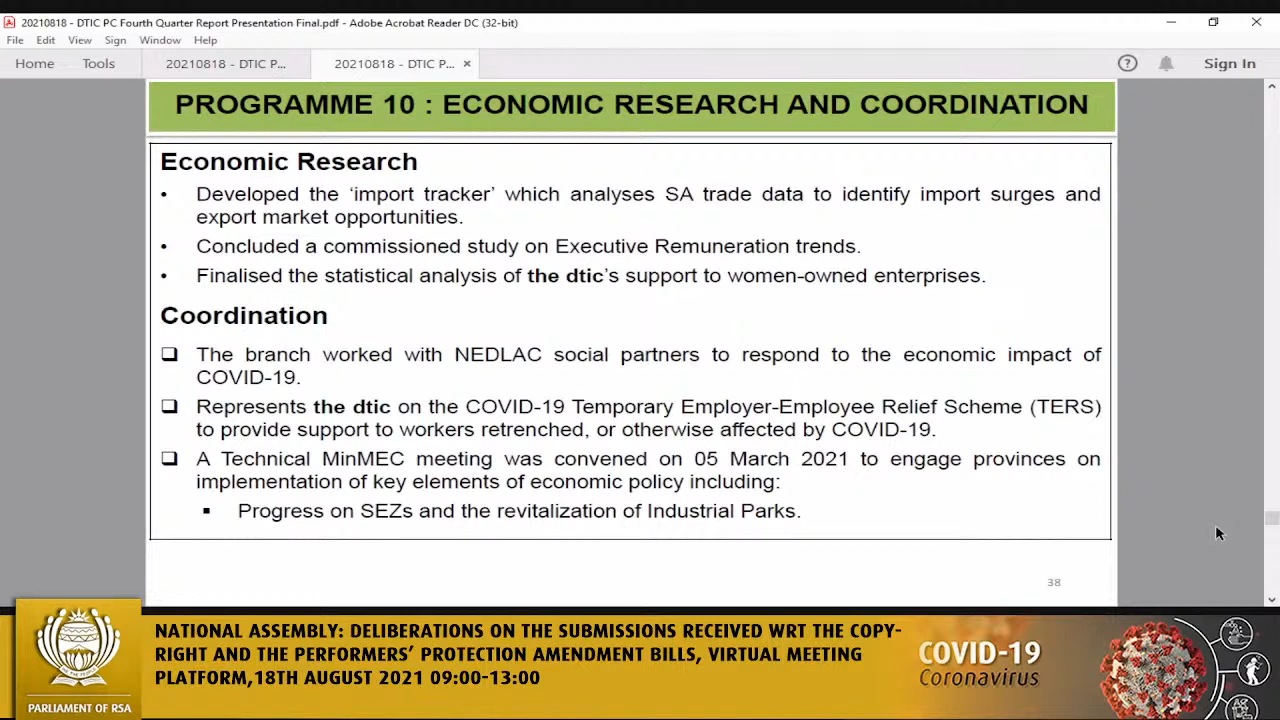 20210818 - DTIC PC Fourth Quarter Report Presentation Final.pdf - Adobe Acrobat Reader DC (32-bit)
File Edit View Sign Window Help
Home Tools 20210818 - DTIC P... 20210818 - DTIC P... × Sign In
PROGRAMME 10 : ECONOMIC RESEARCH AND COORDINATION
Economic Research
• Developed the ‘import tracker’ which analyses SA trade data to identify import surges and
export market opportunities.
• Concluded a commissioned study on Executive Remuneration trends.
• Finalised the statistical analysis of the dtic’s support to women-owned enterprises.
Coordination
❑ The branch worked with NEDLAC social partners to respond to the economic impact of
COVID-19.
❑ Represents the dtic on the COVID-19 Temporary Employer-Employee Relief Scheme (TERS)
to provide support to workers retrenched, or otherwise affected by COVID-19.
❑ A Technical MinMEC meeting was convened on 05 March 2021 to engage provinces on
implementation of key elements of economic policy including:
▪ Progress on SEZs and the revitalization of Industrial Parks.
38
NATIONAL ASSEMBLY: DELIBERATIONS ON THE SUBMISSIONS RECEIVED WRT THE COPY-
RIGHT AND THE PERFORMERS’ PROTECTION AMENDMENT BILLS, VIRTUAL MEETING
PLATFORM,18TH AUGUST 2021 09:00-13:00
PARLIAMENT OF RSA
COVID-19
Coronavirus